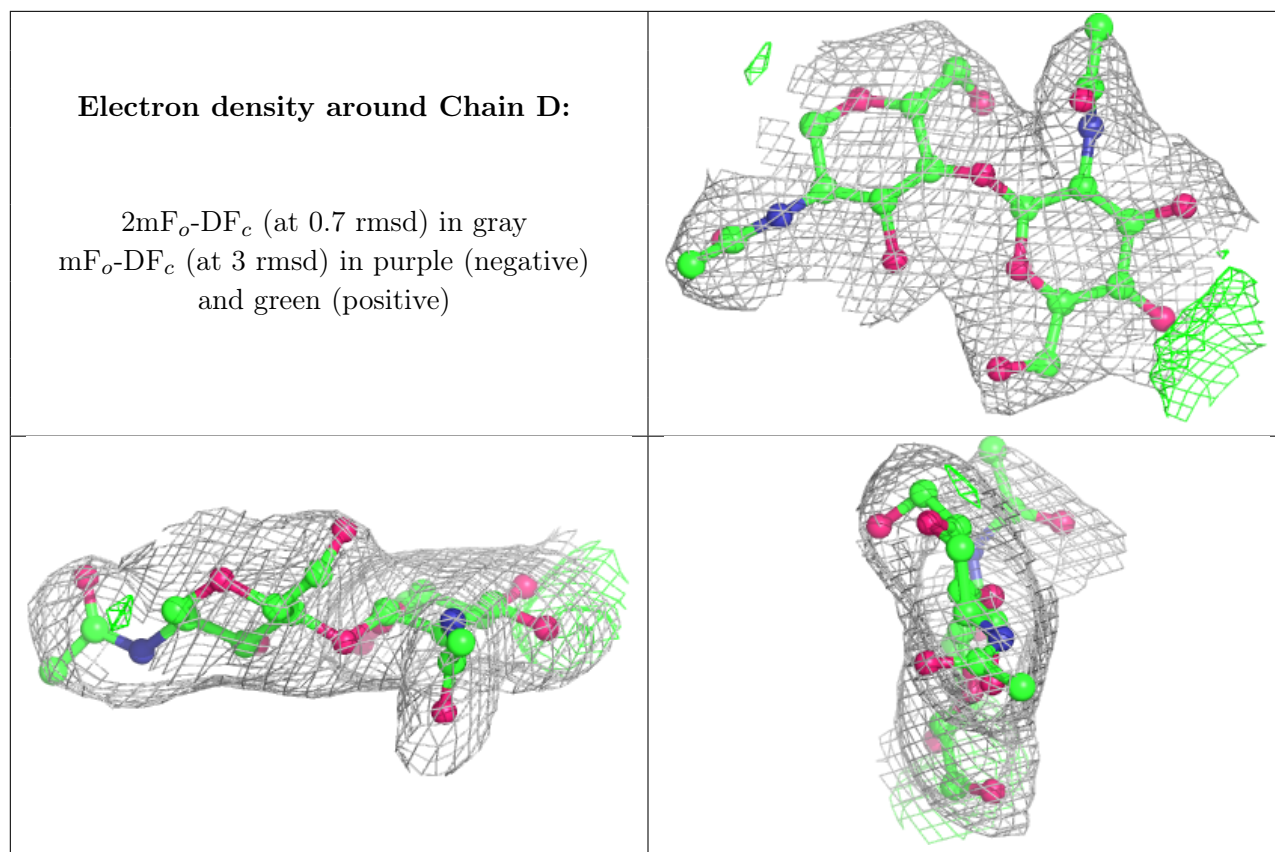 Electron density around Chain D:
2mFo-DFc (at 0.7 rmsd) in gray
mFo-DFc (at 3 rmsd) in purple (negative)
and green (positive)